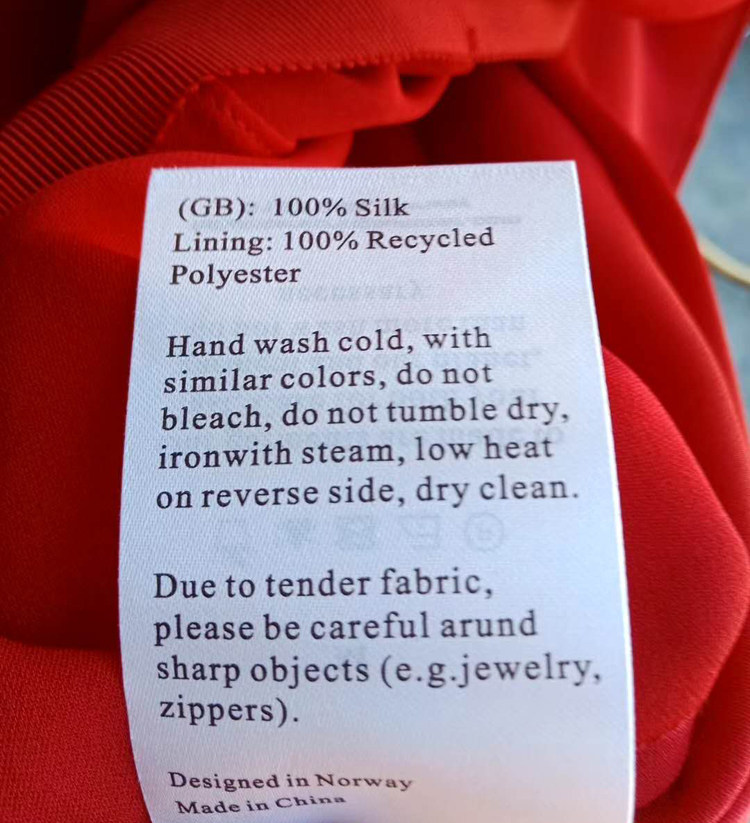 (GB): 100% Silk
Lining: 100% Recycled
Polyester
Hand wash cold, with
similar colors, do not
bleach, do not tumble dry,
ironwith steam, low heat
on reverse side, dry clean.
Due to tender fabric,
please be careful arund
sharp objects (e.g.jewelry,
zippers).
Designed in Norway
Made in China